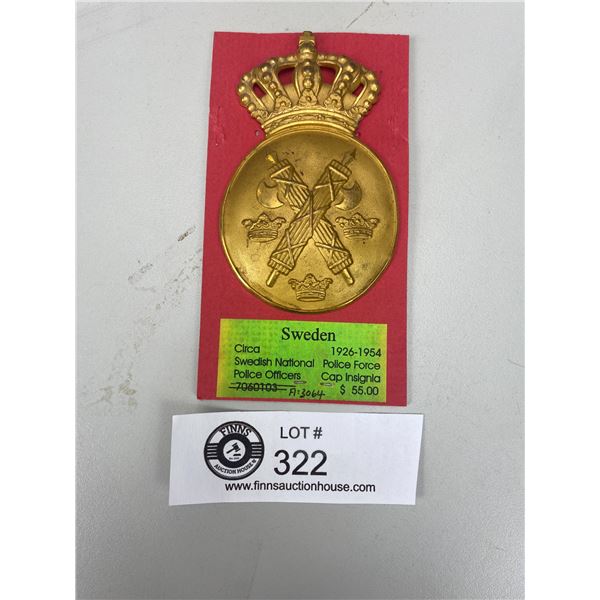 Sweden
Circa 1926-1954
Swedish National Police Force
Police Officers Cap Insignia
7060103 A-3064 $ 55.00
FINNS
AUCTION HOUSE
LOT #
322
www.finnsauctionhouse.com